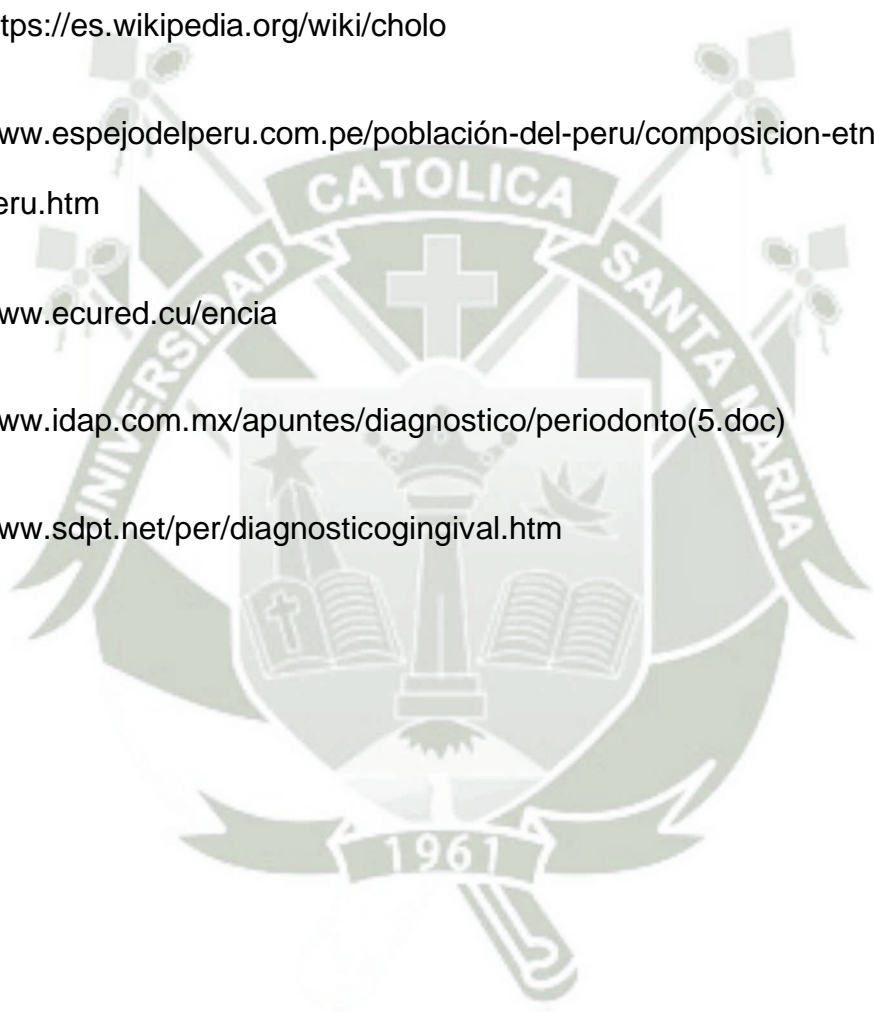 tps://es.wikipedia.org/wiki/cholo
ww.espejodelperu.com.pe/población-del-peru/composicion-etn
eru.htm
ww.ecured.cu/encia
ww.idap.com.mx/apuntes/diagnostico/periodonto(5.doc)
ww.sdpt.net/per/diagnosticogingival.htm
UNIVERSIDAD CATOLICA SANTA MARIA
1961